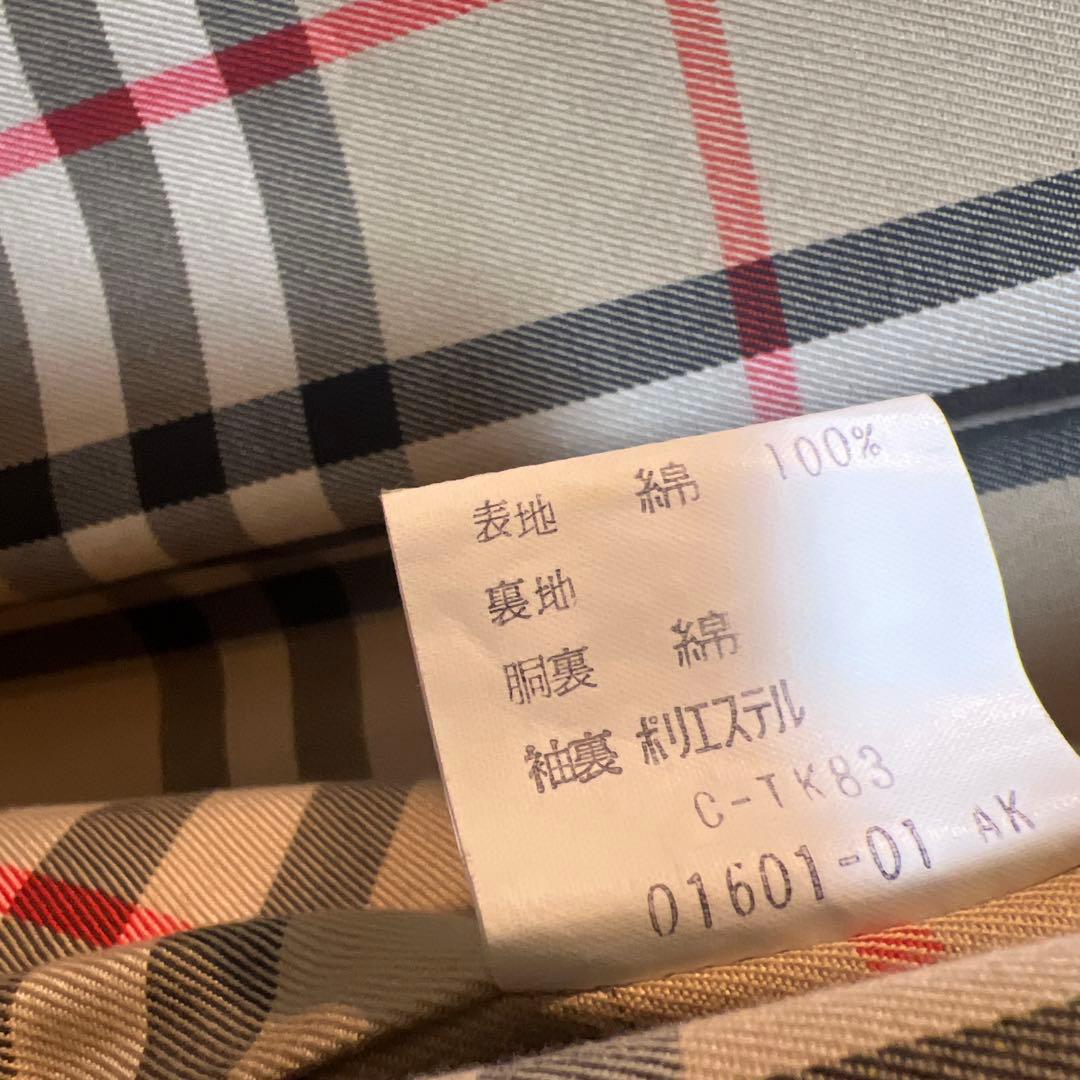 表地 綿 100%
裏地
胴裏 綿
袖裏 ポリエステル
C-TK83
01601-01 AK